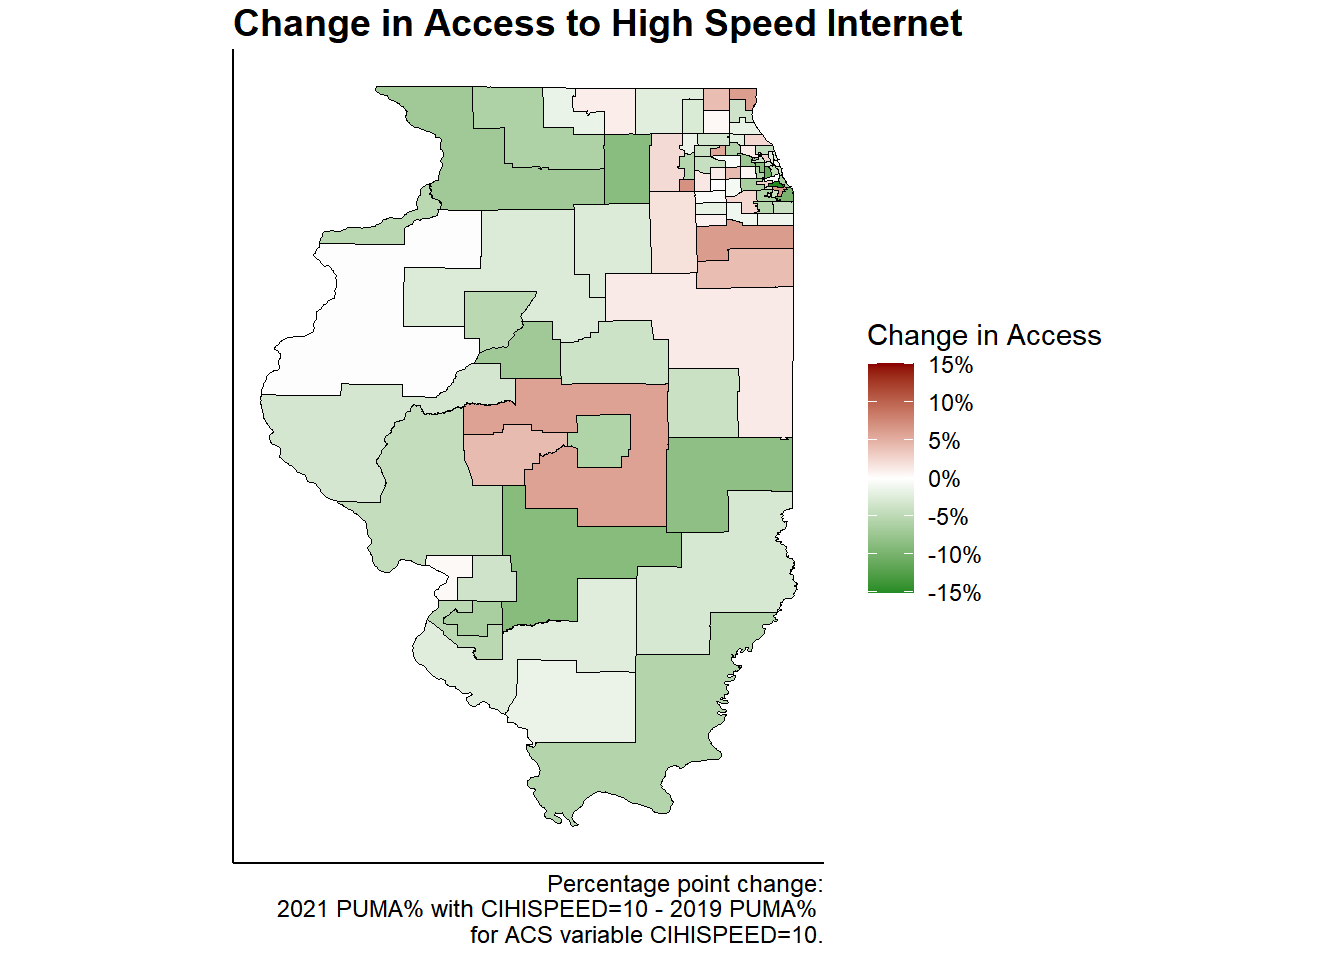 Change in Access to High Speed Internet
Change in Access
15%
10%
5%
0%
-5%
-10%
-15%
Percentage point change:
2021 PUMA% with CIHISPEED=10 - 2019 PUMA%
for ACS variable CIHISPEED=10.